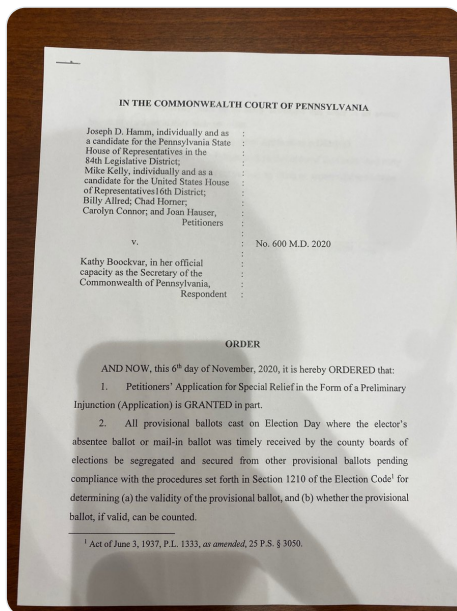 IN THE COMMONWEALTH COURT OF PENNSYLVANIA
Joseph D. Hamm, individually and as :
a candidate for the Pennsylvania State :
House of Representatives in the :
84th Legislative District; :
Mike Kelly, individually and as a :
candidate for the United States House :
of Representatives16th District; :
Billy Allred; Chad Horner; :
Carolyn Connor; and Joan Hauser, :
Petitioners :
:
v. : No. 600 M.D. 2020
:
Kathy Boockvar, in her official :
capacity as the Secretary of the :
Commonwealth of Pennsylvania, :
Respondent :
ORDER
AND NOW, this 6th day of November, 2020, it is hereby ORDERED that:
1. Petitioners' Application for Special Relief in the Form of a Preliminary
Injunction (Application) is GRANTED in part.
2. All provisional ballots cast on Election Day where the elector's
absentee ballot or mail-in ballot was timely received by the county boards of
elections be segregated and secured from other provisional ballots pending
compliance with the procedures set forth in Section 1210 of the Election Code1 for
determining (a) the validity of the provisional ballot, and (b) whether the provisional
ballot, if valid, can be counted.
1 Act of June 3, 1937, P.L. 1333, as amended, 25 P.S. § 3050.